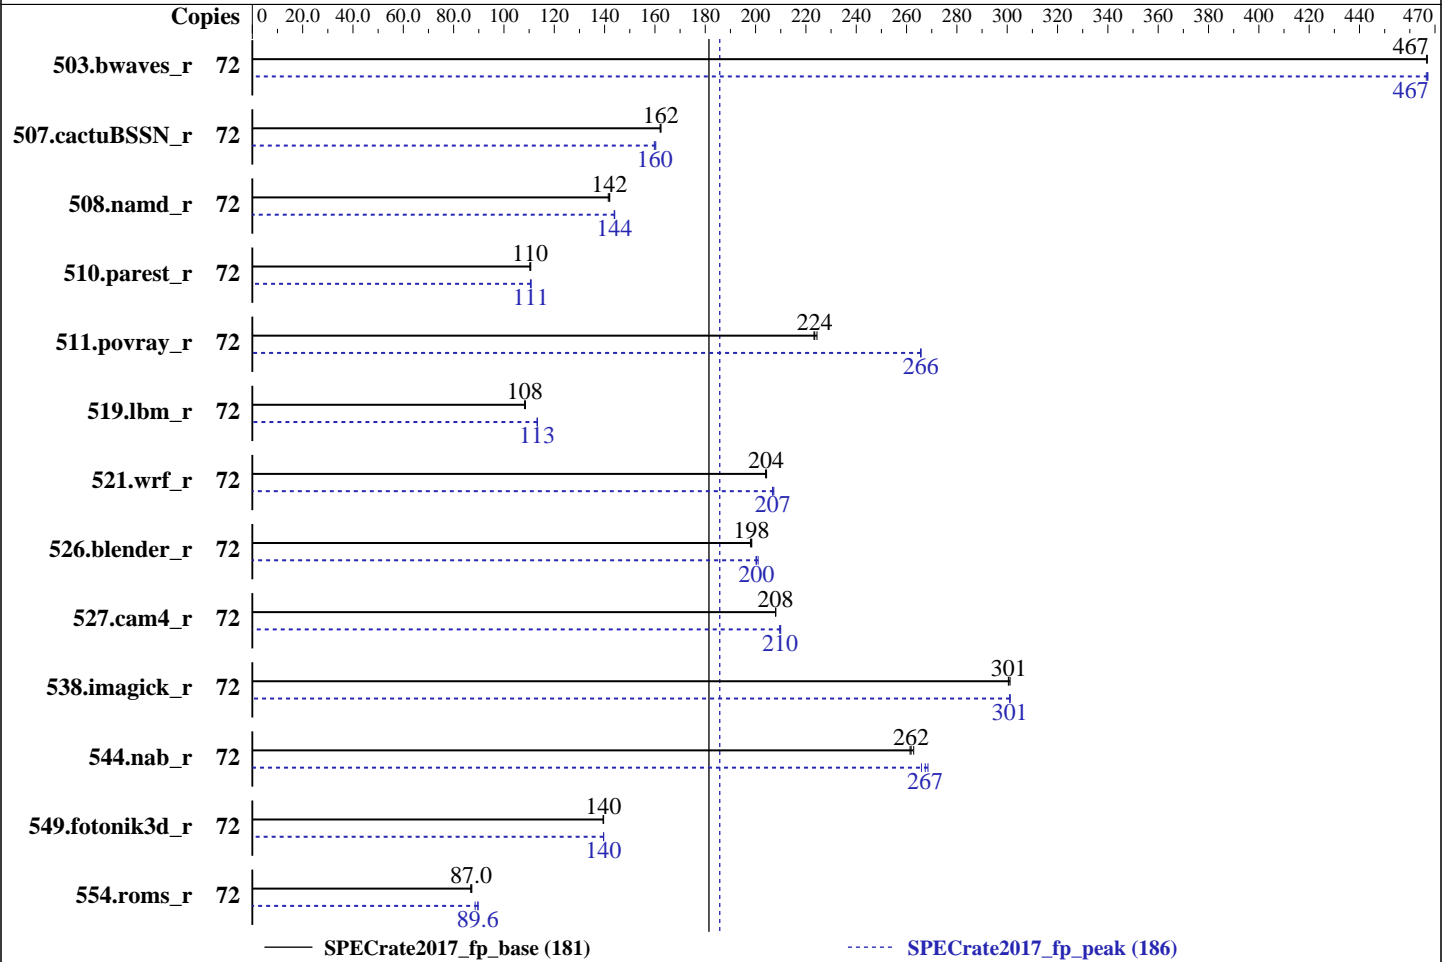 Copies 0 20.0 40.0 60.0 80.0 100 120 140 160 180 200 220 240 260 280 300 320 340 360 380 400 420 440 470
467
503.bwaves_r 72
467
162
507.cactuBSSN_r 72
160
142
508.namd_r 72
144
110
510.parest_r 72
111
224
511.povray_r 72
266
108
519.lbm_r 72
113
204
521.wrf_r 72
207
198
526.blender_r 72
200
208
527.cam4_r 72
210
301
538.imagick_r 72
301
262
544.nab_r 72
267
140
549.fotonik3d_r 72
140
87.0
554.roms_r 72
89.6
SPECrate2017_fp_base (181) SPECrate2017_fp_peak (186)